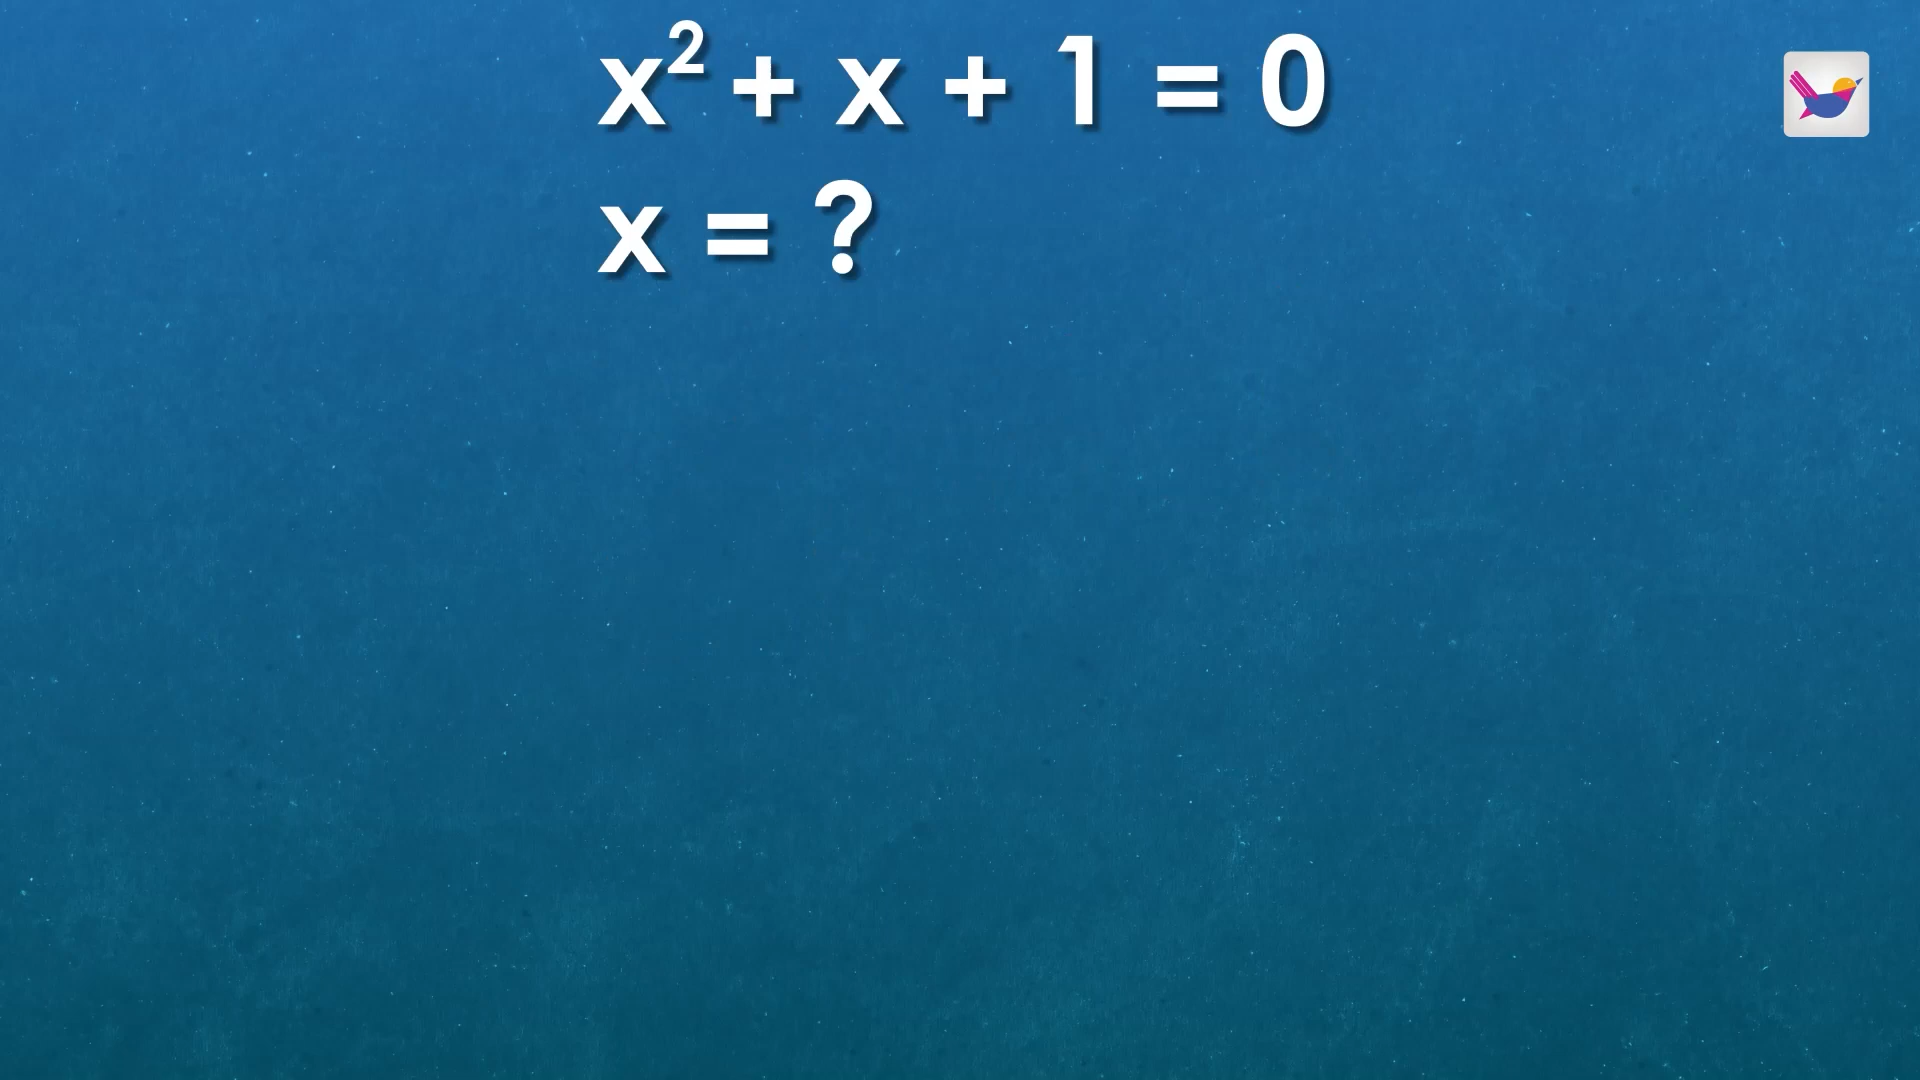 x² + x + 1 = 0
x = ?